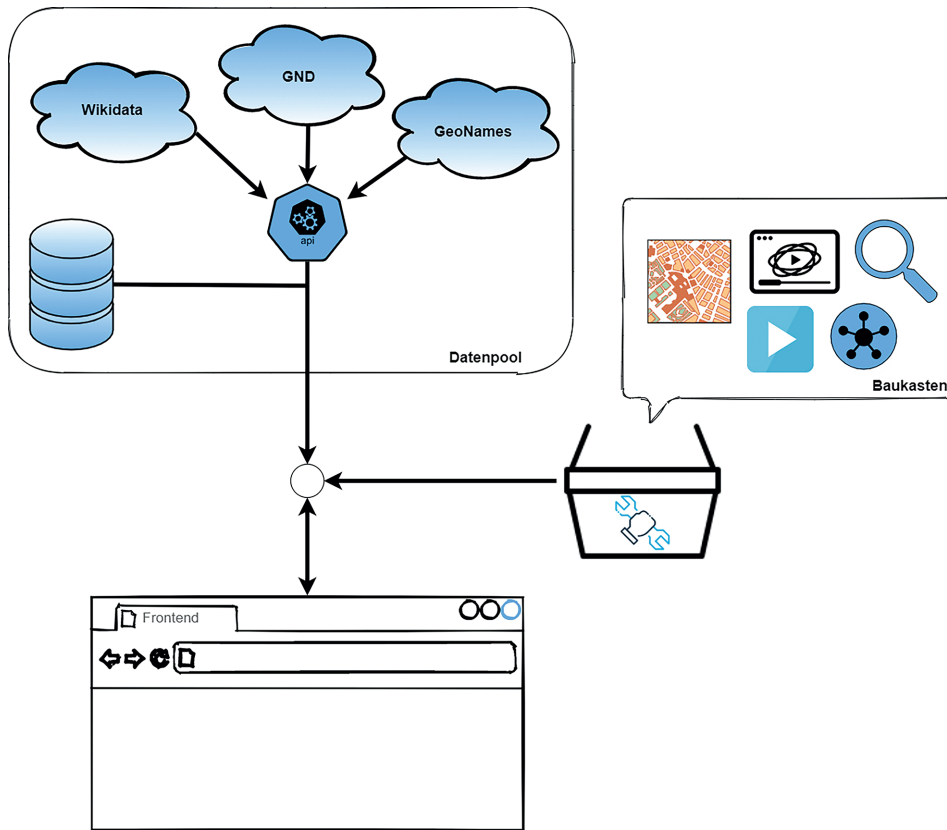 GND
Wikidata
GeoNames
api
Datenpool
Baukasten
Frontend